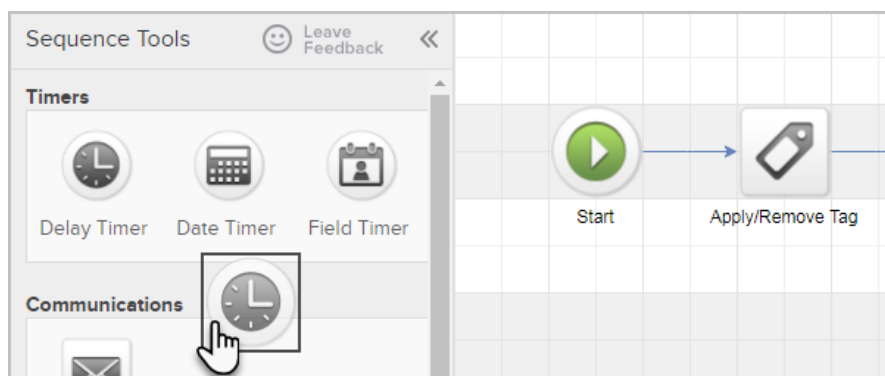 Sequence Tools
Leave
Feedback
Timers
Delay Timer
Date Timer
Field Timer
Communications
Start
Apply/Remove Tag